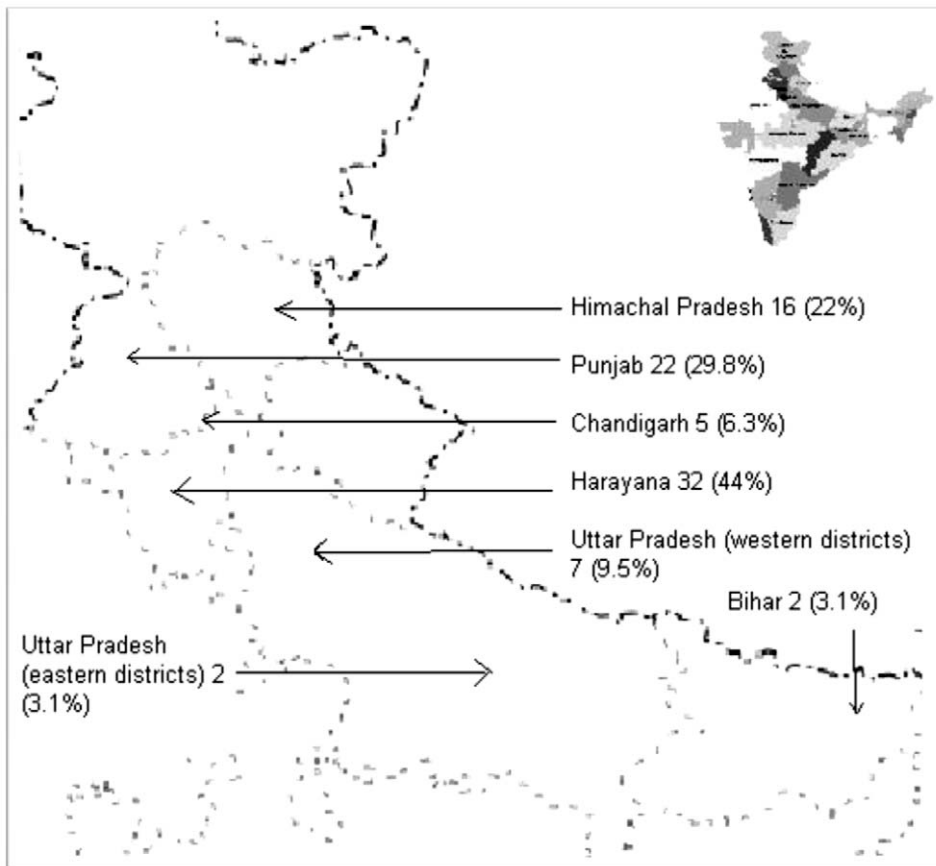 Himachal Pradesh 16 (22%)
Punjab 22 (29.8%)
Chandigarh 5 (6.3%)
Harayana 32 (44%)
Uttar Pradesh (western districts)
7 (9.5%)
Bihar 2 (3.1%)
Uttar Pradesh
(eastern districts) 2
(3.1%)